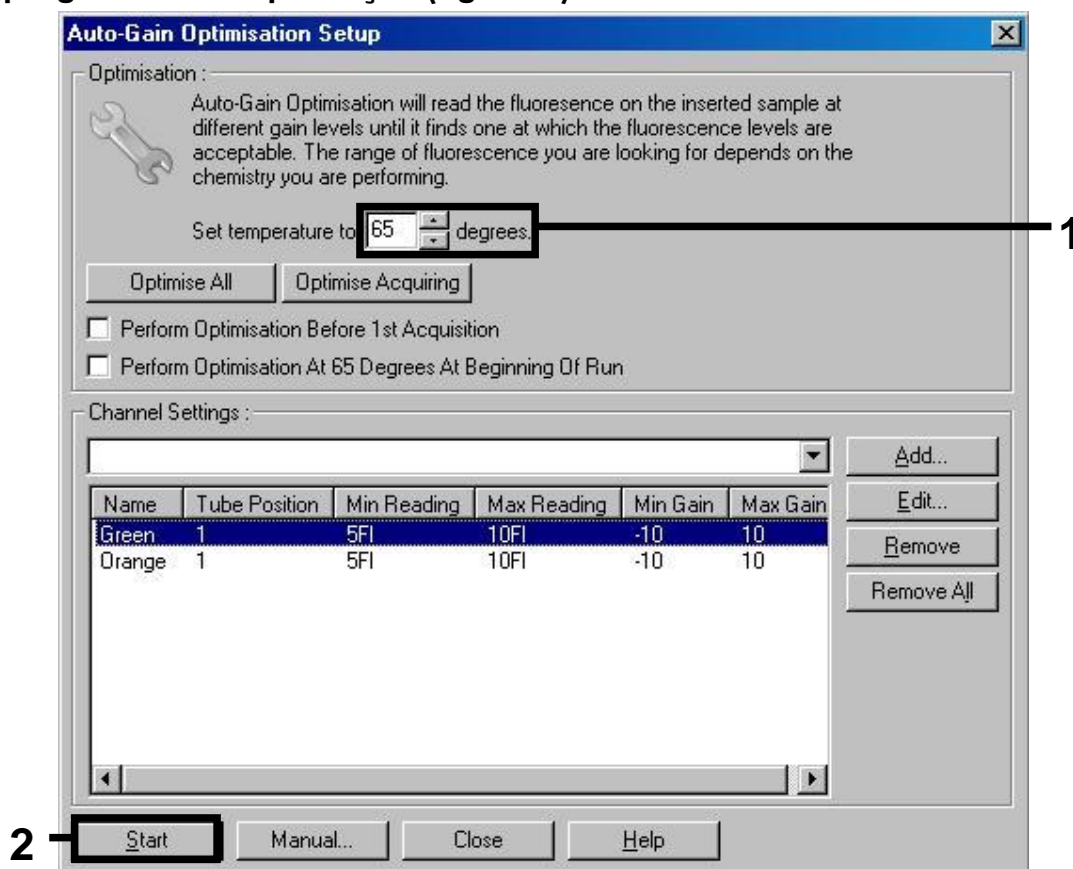 Auto-Gain Optimisation Setup
Optimisation :
Auto-Gain Optimisation will read the fluoresence on the inserted sample at
different gain levels until it finds one at which the fluorescence levels are
acceptable. The range of fluorescence you are looking for depends on the
chemistry you are performing.
Set temperature to 65 degrees.
1
Optimise All Optimise Acquiring
Perform Optimisation Before 1st Acquisition
Perform Optimisation At 65 Degrees At Beginning Of Run
Channel Settings :
Add...
Name Tube Position Min Reading Max Reading Min Gain Max Gain
Edit...
Green 1 5Fl 10Fl -10 10
Remove
Orange 1 5Fl 10Fl -10 10
Remove All
2
Start Manual... Close Help